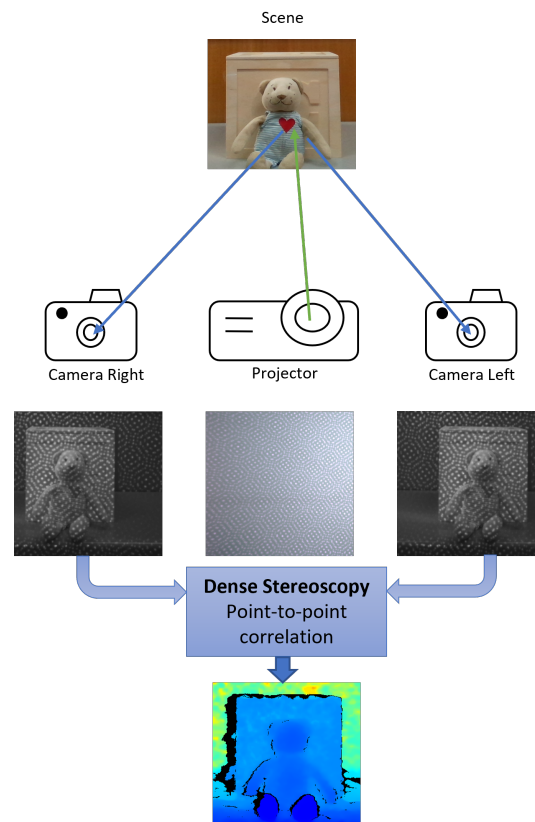 Scene
Camera Right
Projector
Camera Left
Dense Stereoscopy
Point-to-point
correlation